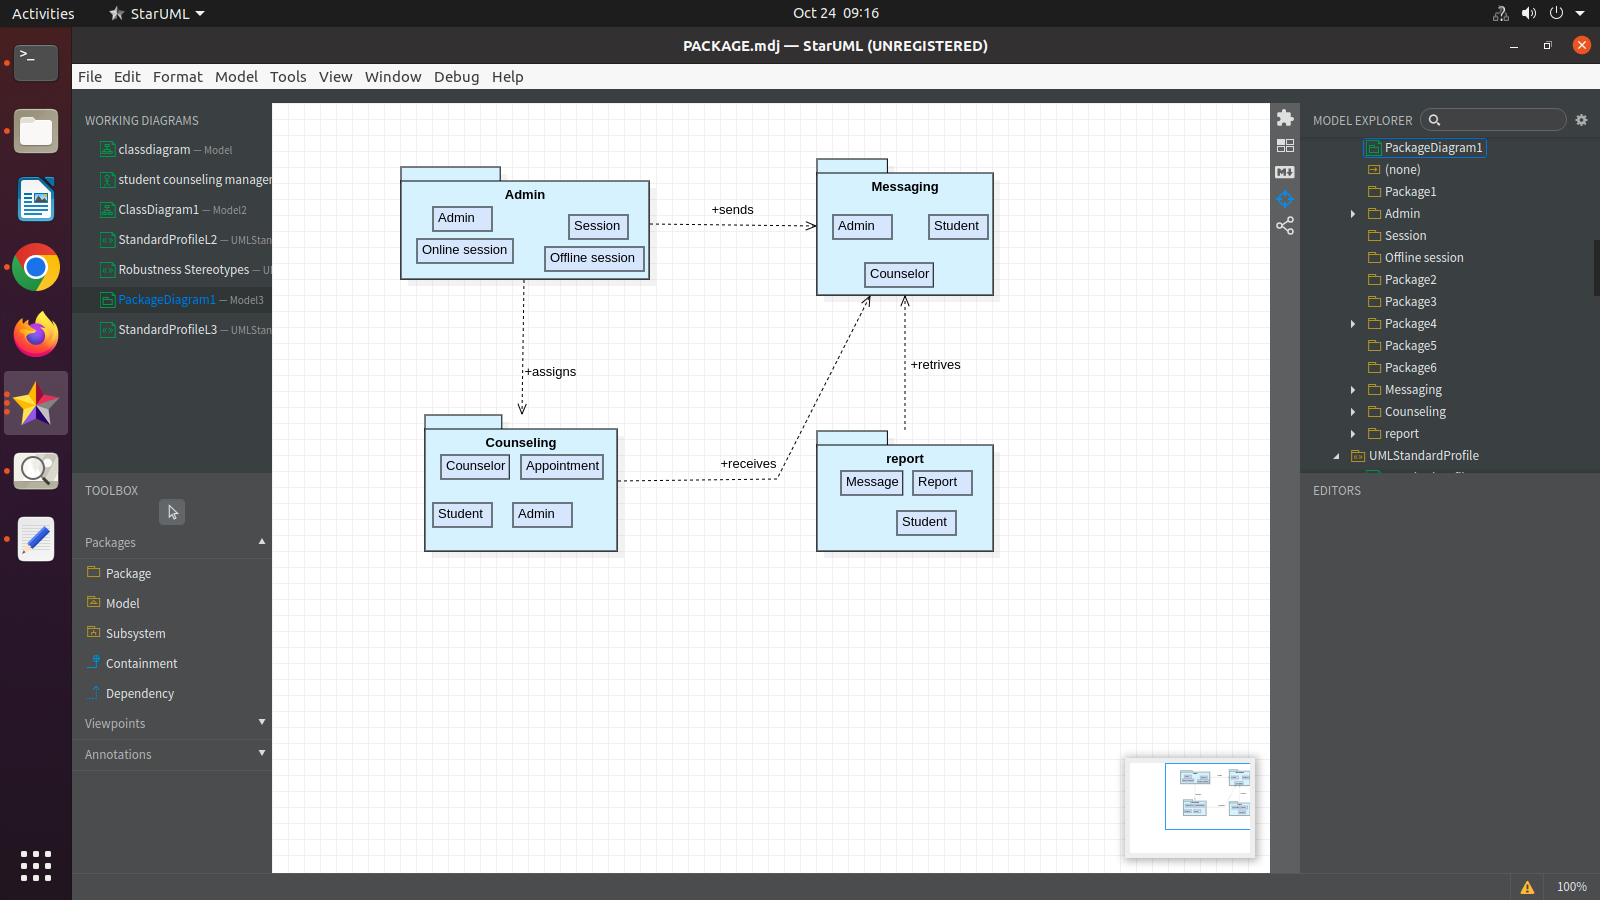 Activities
StarUML
Oct 24 09:16
PACKAGE.mdj — StarUML (UNREGISTERED)
File Edit Format Model Tools View Window Debug Help
WORKING DIAGRAMS
classdiagram — Model
student counseling manager
ClassDiagram1 — Model2
StandardProfileL2 — UMLStan
Robustness Stereotypes — U
PackageDiagram1 — Model3
StandardProfileL3 — UMLStan
TOOLBOX
Packages
Package
Model
Subsystem
Containment
Dependency
Viewpoints
Annotations
Admin
Admin
Session
Online session
Offline session
+sends
Messaging
Admin
Student
Counselor
+assigns
+retrives
+receives
Counseling
Counselor
Appointment
Student
Admin
report
Message
Report
Student
M↓
MODEL EXPLORER
PackageDiagram1
(none)
Package1
Admin
Session
Offline session
Package2
Package3
Package4
Package5
Package6
Messaging
Counseling
report
UMLStandardProfile
EDITORS
100%